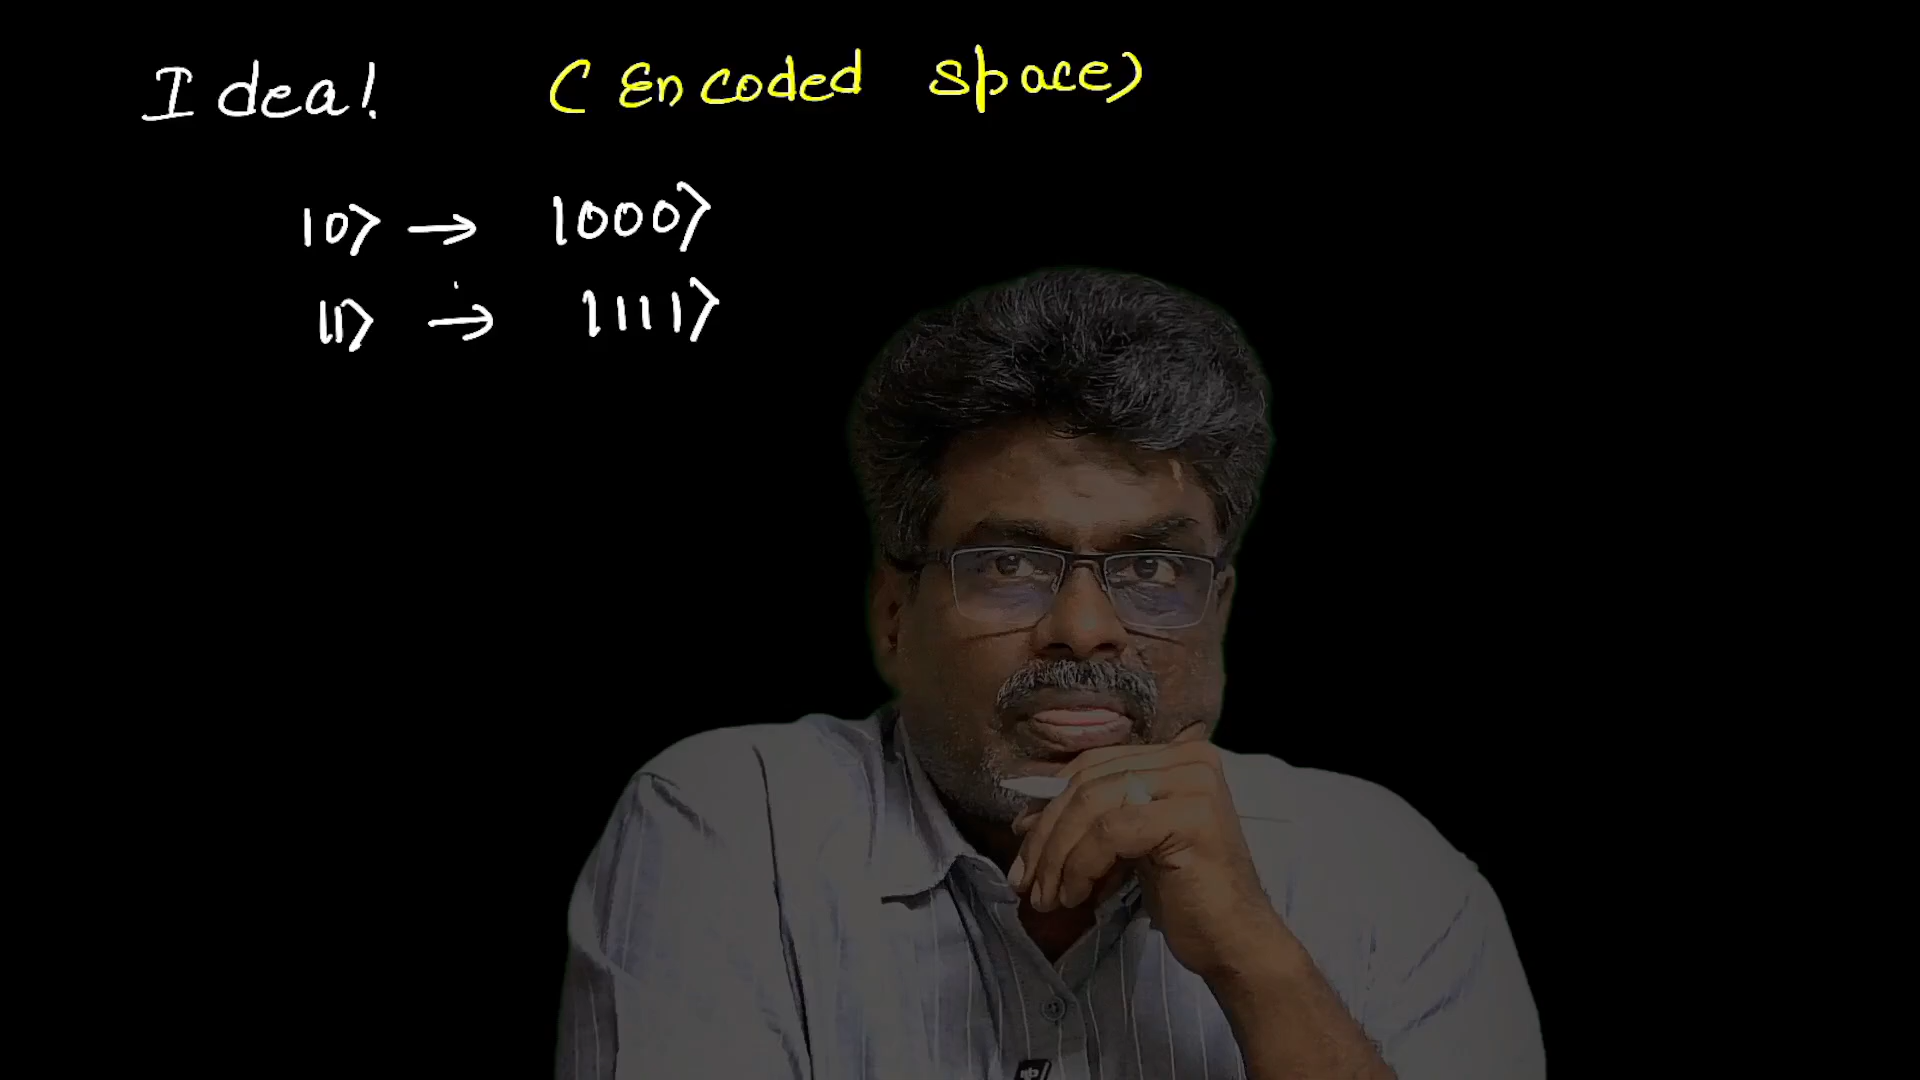 Idea! (Encoded space)
|0⟩ → |000⟩
|1⟩ → |111⟩